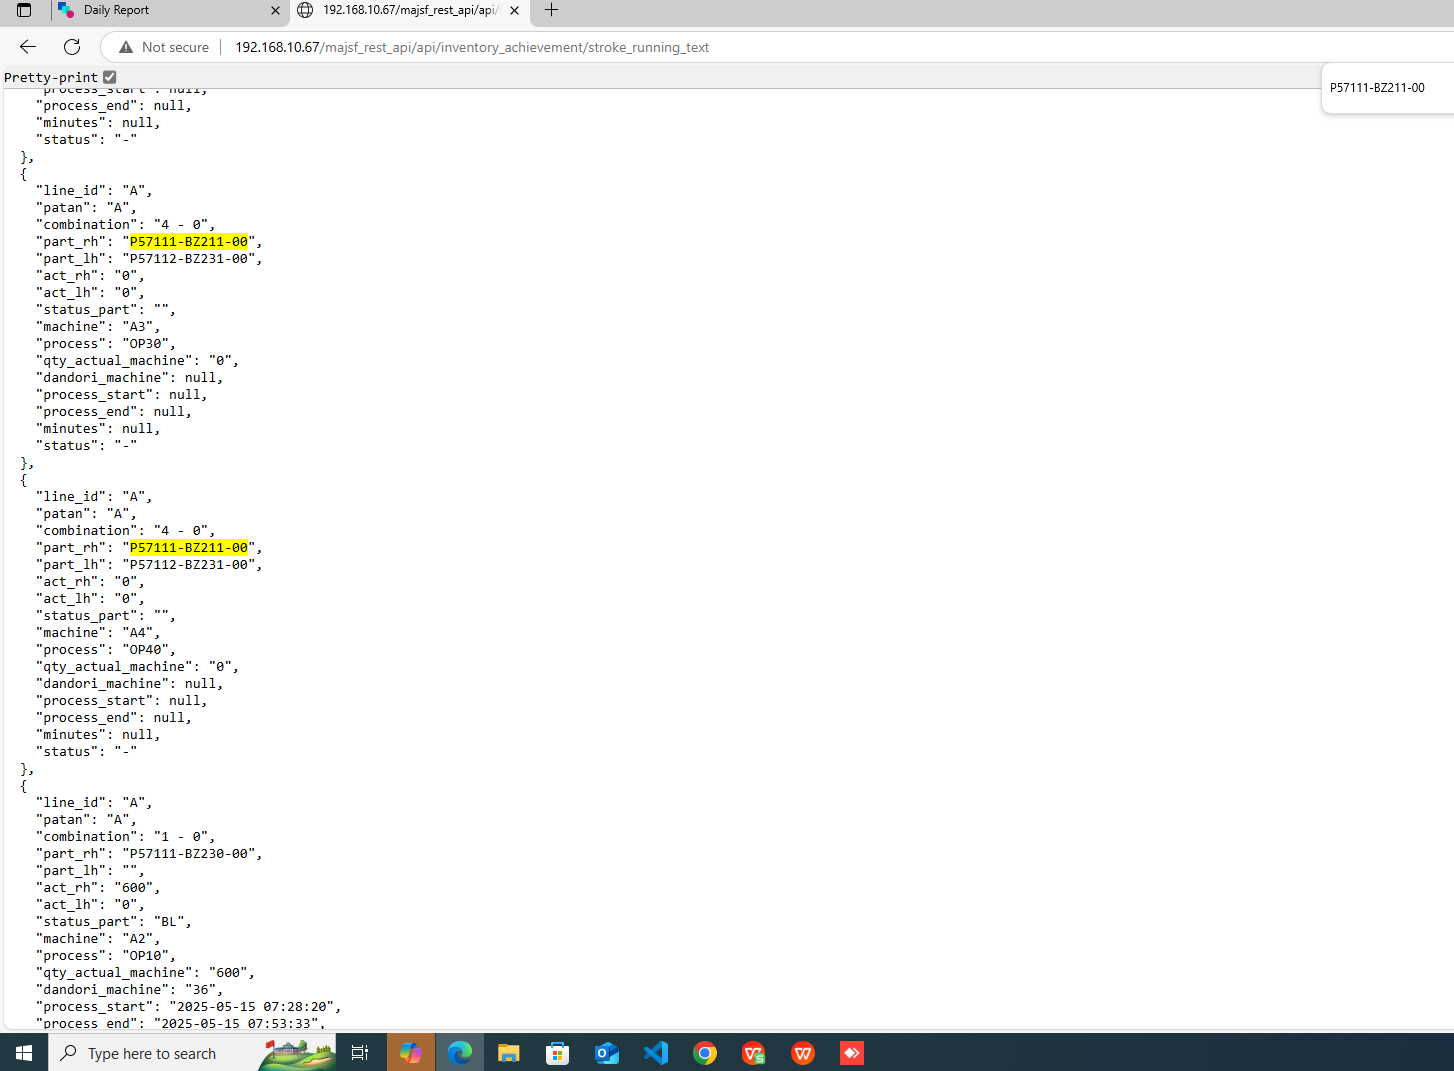 Daily Report
192.168.10.67/majsf_rest_api/api/
Not secure
192.168.10.67/majsf_rest_api/api/inventory_achievement/stroke_running_text
Pretty-print
P57111-BZ211-00
"process_start": null,
"process_end": null,
"minutes": null,
"status": "-"
},
{
"line_id": "A",
"patan": "A",
"combination": "4 - 0",
"part_rh": "P57111-BZ211-00",
"part_lh": "P57112-BZ231-00",
"act_rh": "0",
"act_lh": "0",
"status_part": "",
"machine": "A3",
"process": "OP30",
"qty_actual_machine": "0",
"dandori_machine": null,
"process_start": null,
"process_end": null,
"minutes": null,
"status": "-"
},
{
"line_id": "A",
"patan": "A",
"combination": "4 - 0",
"part_rh": "P57111-BZ211-00",
"part_lh": "P57112-BZ231-00",
"act_rh": "0",
"act_lh": "0",
"status_part": "",
"machine": "A4",
"process": "OP40",
"qty_actual_machine": "0",
"dandori_machine": null,
"process_start": null,
"process_end": null,
"minutes": null,
"status": "-"
},
{
"line_id": "A",
"patan": "A",
"combination": "1 - 0",
"part_rh": "P57111-BZ230-00",
"part_lh": "",
"act_rh": "600",
"act_lh": "0",
"status_part": "BL",
"machine": "A2",
"process": "OP10",
"qty_actual_machine": "600",
"dandori_machine": "36",
"process_start": "2025-05-15 07:28:20",
"process_end": "2025-05-15 07:53:33",
Type here to search